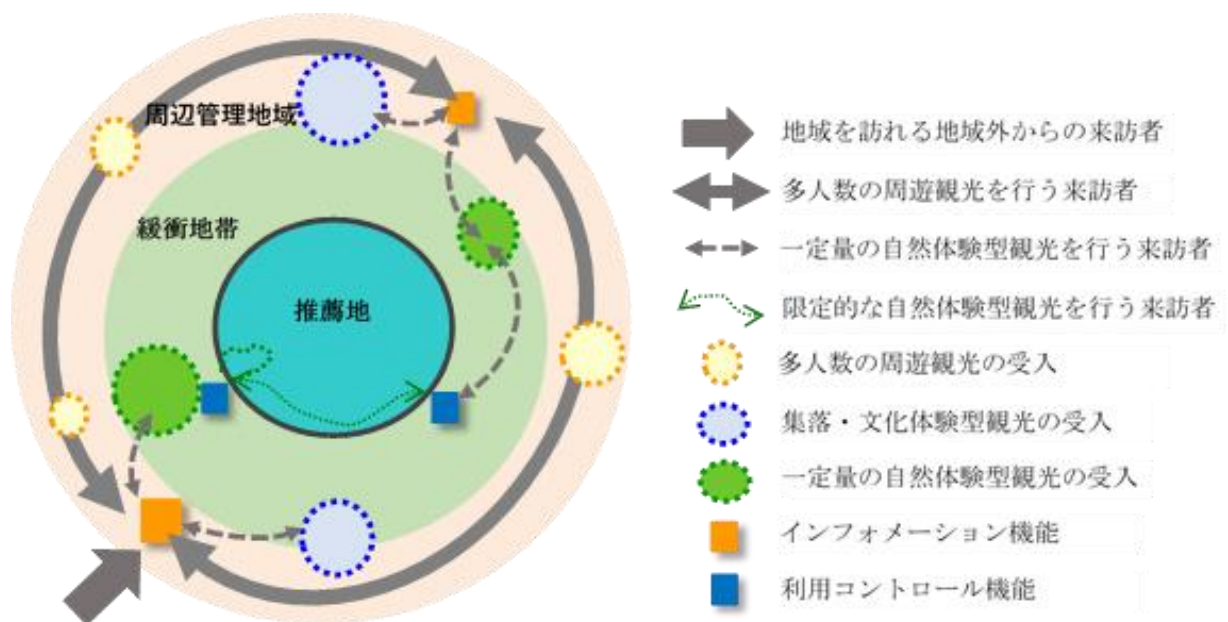 周辺管理地域
緩衝地帯
推薦地
地域を訪れる地域外からの来訪者
多人数の周遊観光を行う来訪者
一定量の自然体験型観光を行う来訪者
限定的な自然体験型観光を行う来訪者
多人数の周遊観光の受入
集落・文化体験型観光の受入
一定量の自然体験型観光の受入
インフォメーション機能
利用コントロール機能